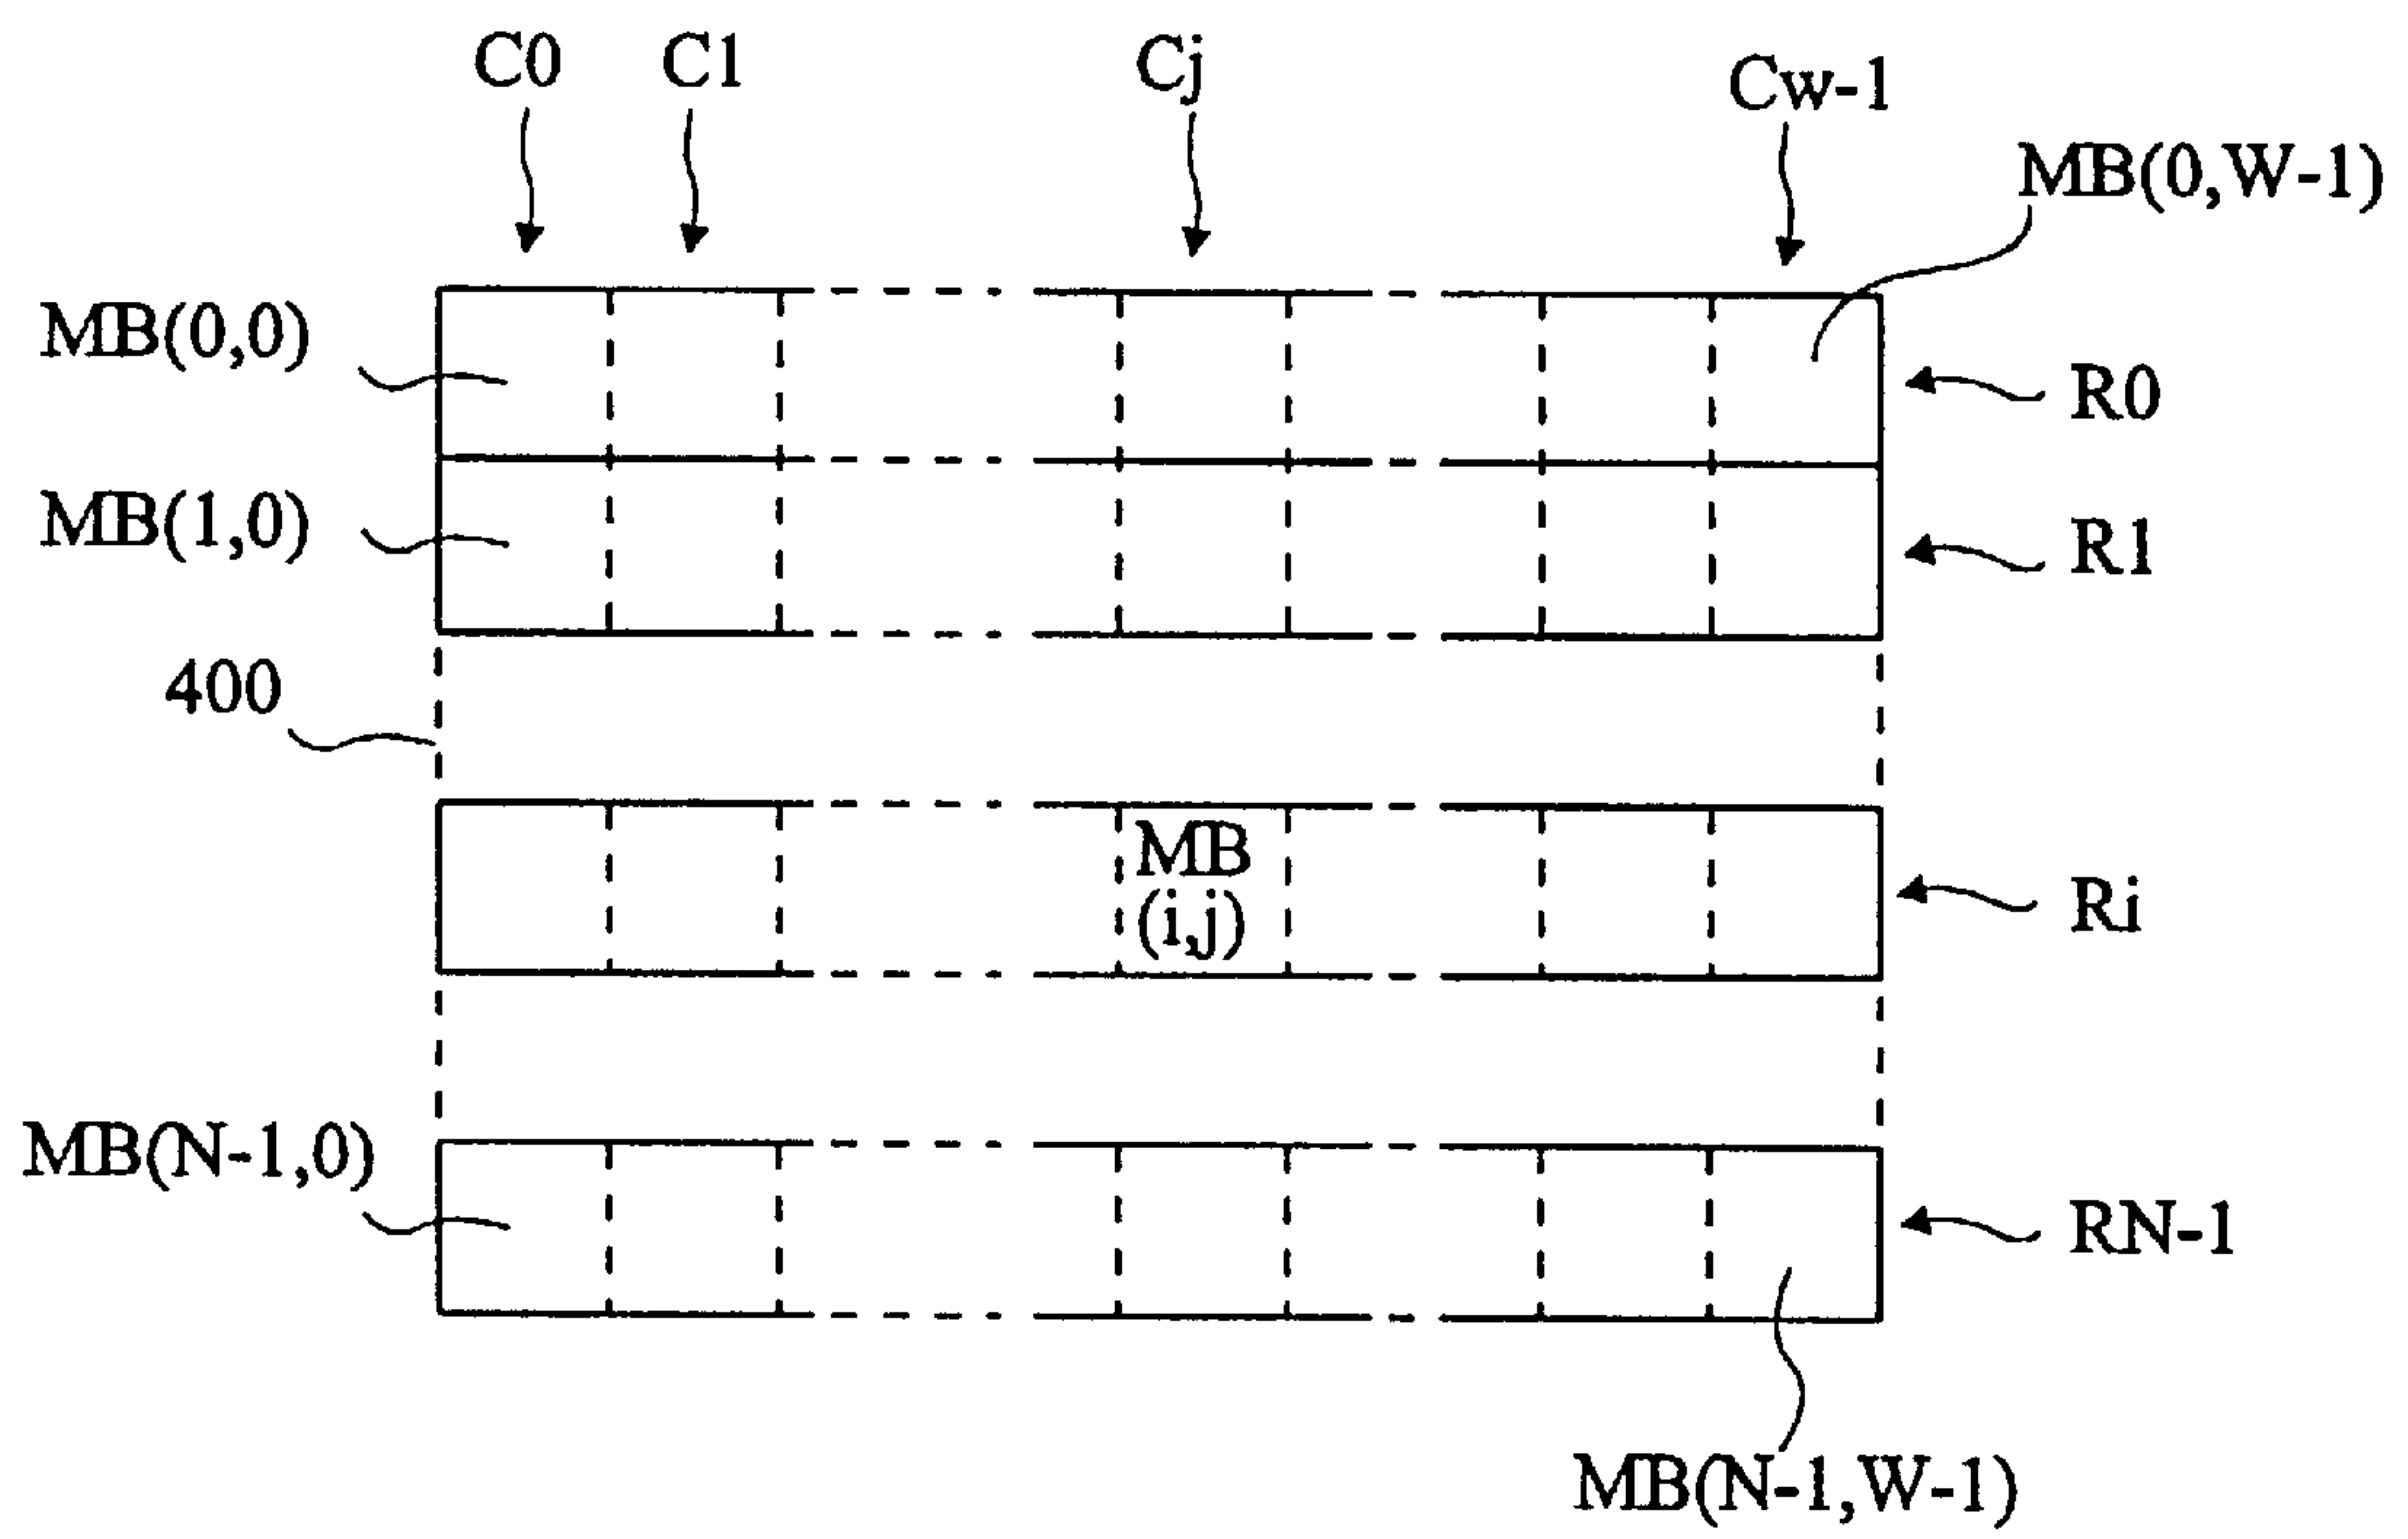 C0
C1
Cj
Cw-1
MB(0,W-1)
MB(0,0)
R0
MB(1,0)
R1
400
MB
(i,j)
Ri
MB(N-1,0)
RN-1
MB(N-1,W-1)